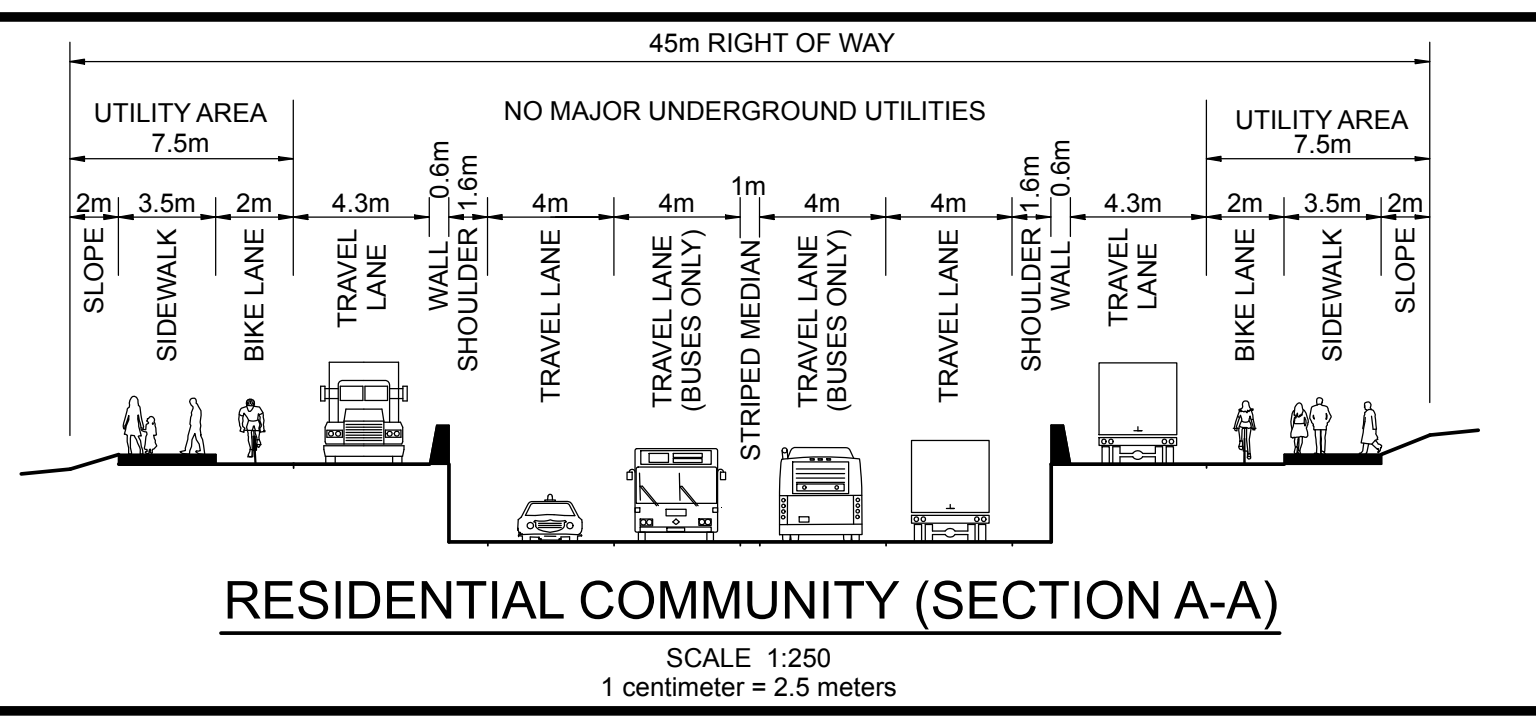 45m RIGHT OF WAY
UTILITY AREA
7.5m
NO MAJOR UNDERGROUND UTILITIES
UTILITY AREA
7.5m
2m
3.5m
2m
4.3m
0.6m
1.6m
4m
4m
1m
4m
4m
1.6m
0.6m
4.3m
2m
3.5m
2m
SLOPE
SIDEWALK
BIKE LANE
TRAVEL
LANE
WALL
SHOULDER
TRAVEL LANE
TRAVEL LANE
(BUSES ONLY)
STRIPED MEDIAN
TRAVEL LANE
(BUSES ONLY)
TRAVEL LANE
SHOULDER
WALL
TRAVEL
LANE
BIKE LANE
SIDEWALK
SLOPE
RESIDENTIAL COMMUNITY (SECTION A-A)
SCALE 1:250
1 centimeter = 2.5 meters